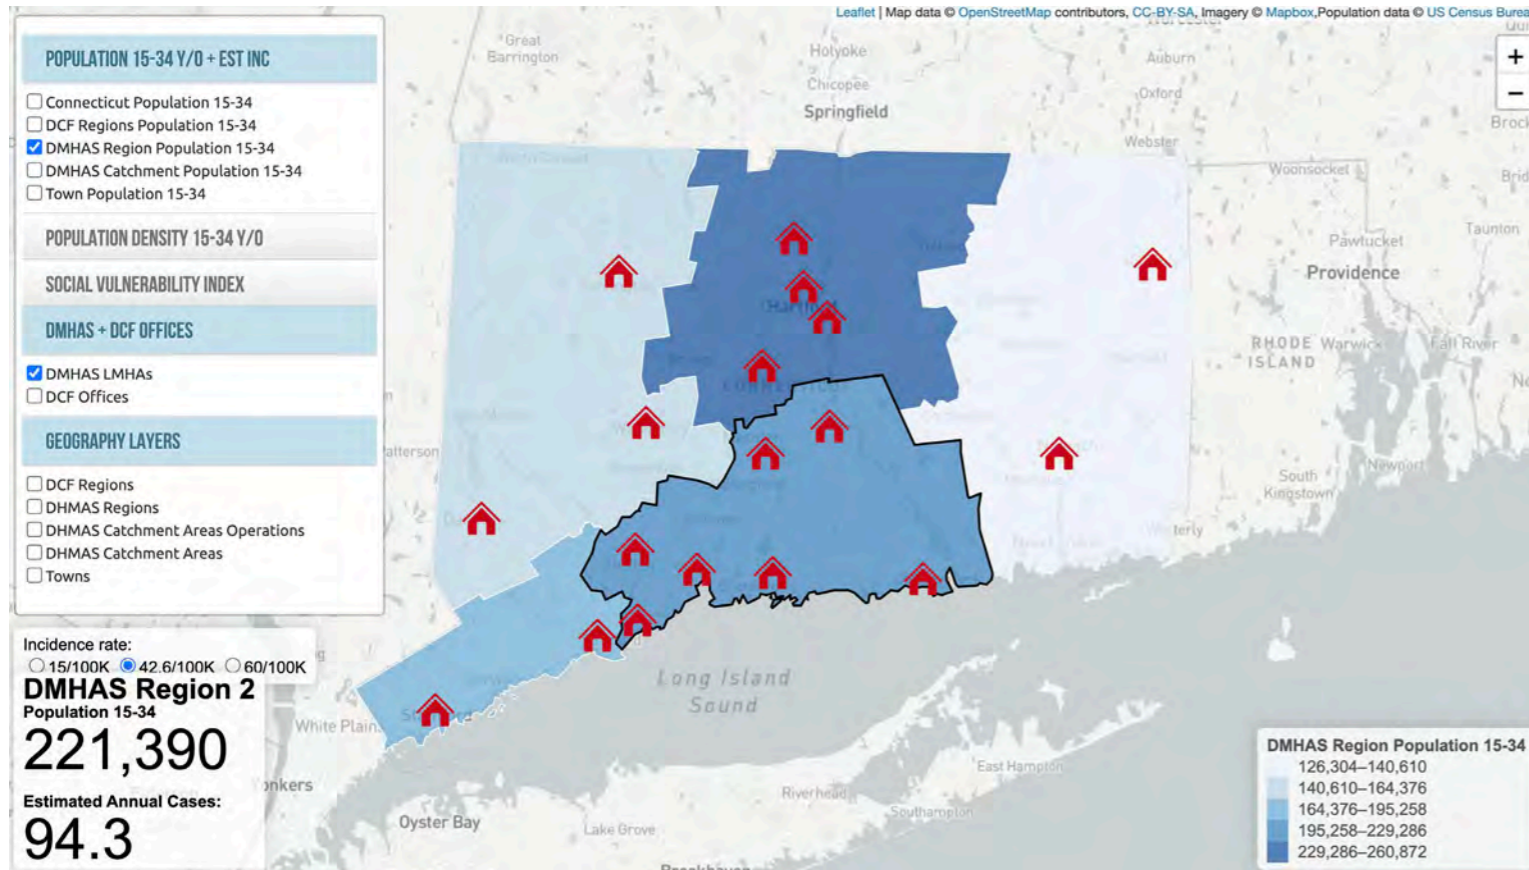 Leaflet | Map data © OpenStreetMap contributors, CC-BY-SA, Imagery © Mapbox,Population data © US Census Burea
POPULATION 15-34 Y/O + EST INC
Connecticut Population 15-34
DCF Regions Population 15-34
DMHAS Region Population 15-34
DMHAS Catchment Population 15-34
Town Population 15-34
POPULATION DENSITY 15-34 Y/O
SOCIAL VULNERABILITY INDEX
DMHAS + DCF OFFICES
DMHAS LMHAs
DCF Offices
GEOGRAPHY LAYERS
DCF Regions
DHMAS Regions
DHMAS Catchment Areas Operations
DHMAS Catchment Areas
Towns
Incidence rate:
15/100K 42.6/100K 60/100K
DMHAS Region 2
Population 15-34
221,390
Estimated Annual Cases:
94.3
Great
Barrington
Holyoke
Chicopee
Springfield
Auburn
Oxford
Webster
+
−
Brock
Woonsocket
Brid
Pawtucket
Taunton
Providence
RHODE
ISLAND
Warwick
Fall River
Newport
South
Kingstown
Westerly
atterson
White Plain
onkers
Long Island
Sound
East Hampton
Riverhead
Southampton
Oyster Bay
Lake Grove
Brookhaven
DMHAS Region Population 15-34
126,304–140,610
140,610–164,376
164,376–195,258
195,258–229,286
229,286–260,872